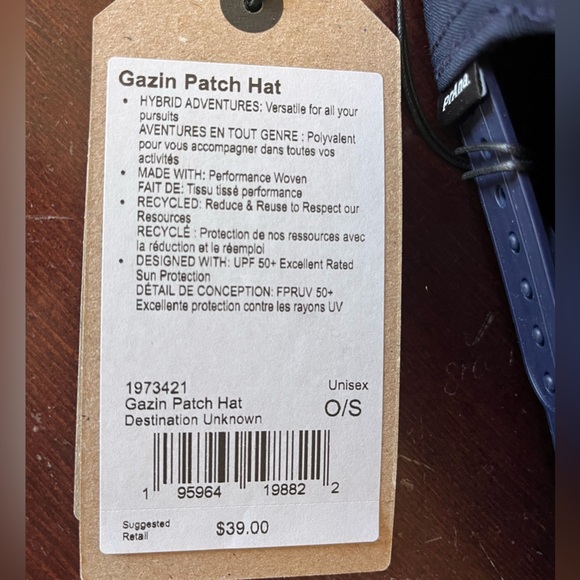 Gazin Patch Hat
• HYBRID ADVENTURES: Versatile for all your
pursuits
AVENTURES EN TOUT GENRE : Polyvalent
pour vous accompagner dans toutes vos
activités
• MADE WITH: Performance Woven
FAIT DE: Tissu tissé performance
• RECYCLED: Reduce & Reuse to Respect our
Resources
RECYCLÉ : Protection de nos ressources avec
la réduction et le réemploi
• DESIGNED WITH: UPF 50+ Excellent Rated
Sun Protection
DÉTAIL DE CONCEPTION: FPRUV 50+
Excellente protection contre les rayons UV
1973421 Unisex
Gazin Patch Hat O/S
Destination Unknown
1 95964 19882 2
Suggested
Retail $39.00
PrAna.